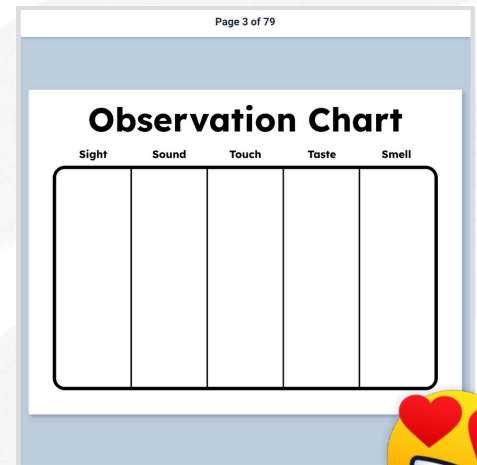 Page 3 of 79
Observation Chart
Sight Sound Touch Taste Smell